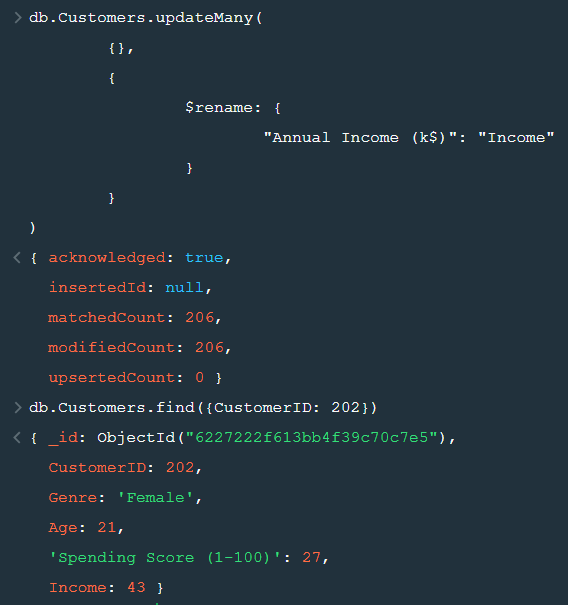 > db.Customers.updateMany(
{},
{
$rename: {
"Annual Income (k$)": "Income"
}
}
)
< { acknowledged: true,
insertedId: null,
matchedCount: 206,
modifiedCount: 206,
upsertedCount: 0 }
> db.Customers.find({CustomerID: 202})
< { _id: ObjectId("6227222f613bb4f39c70c7e5"),
CustomerID: 202,
Genre: 'Female',
Age: 21,
'Spending Score (1-100)': 27,
Income: 43 }